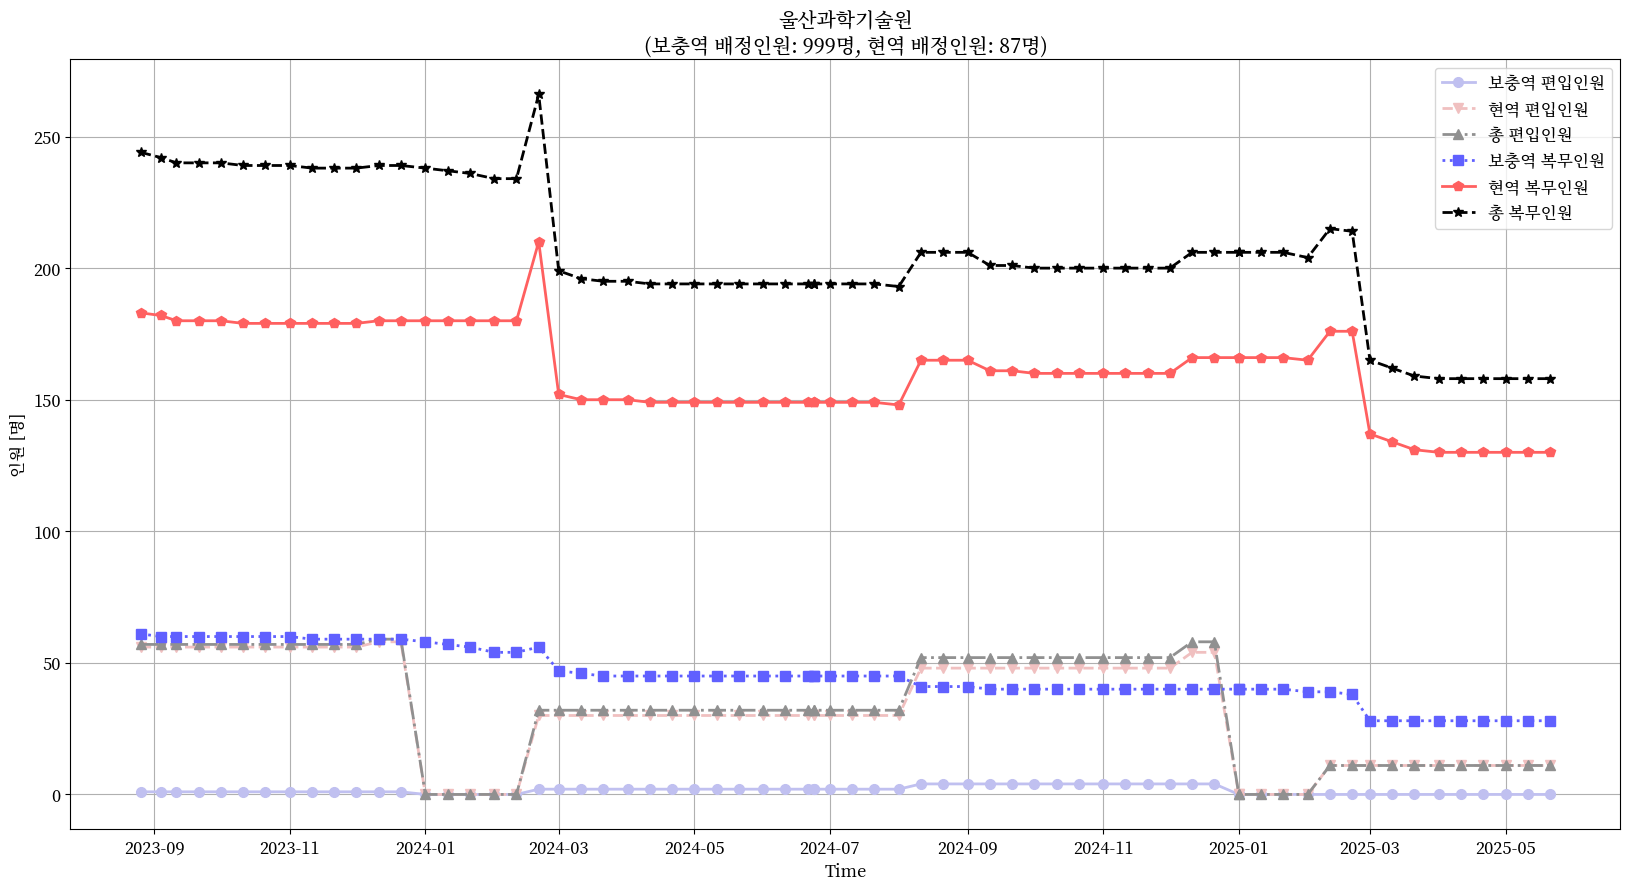 울산과학기술원
(보충역 배정인원: 999명, 현역 배정인원: 87명)
보충역 편입인원
현역 편입인원
총 편입인원
보충역 복무인원
현역 복무인원
총 복무인원
인원 [명]
250
200
150
100
50
0
2023-09
2023-11
2024-01
2024-03
2024-05
2024-07
2024-09
2024-11
2025-01
2025-03
2025-05
Time